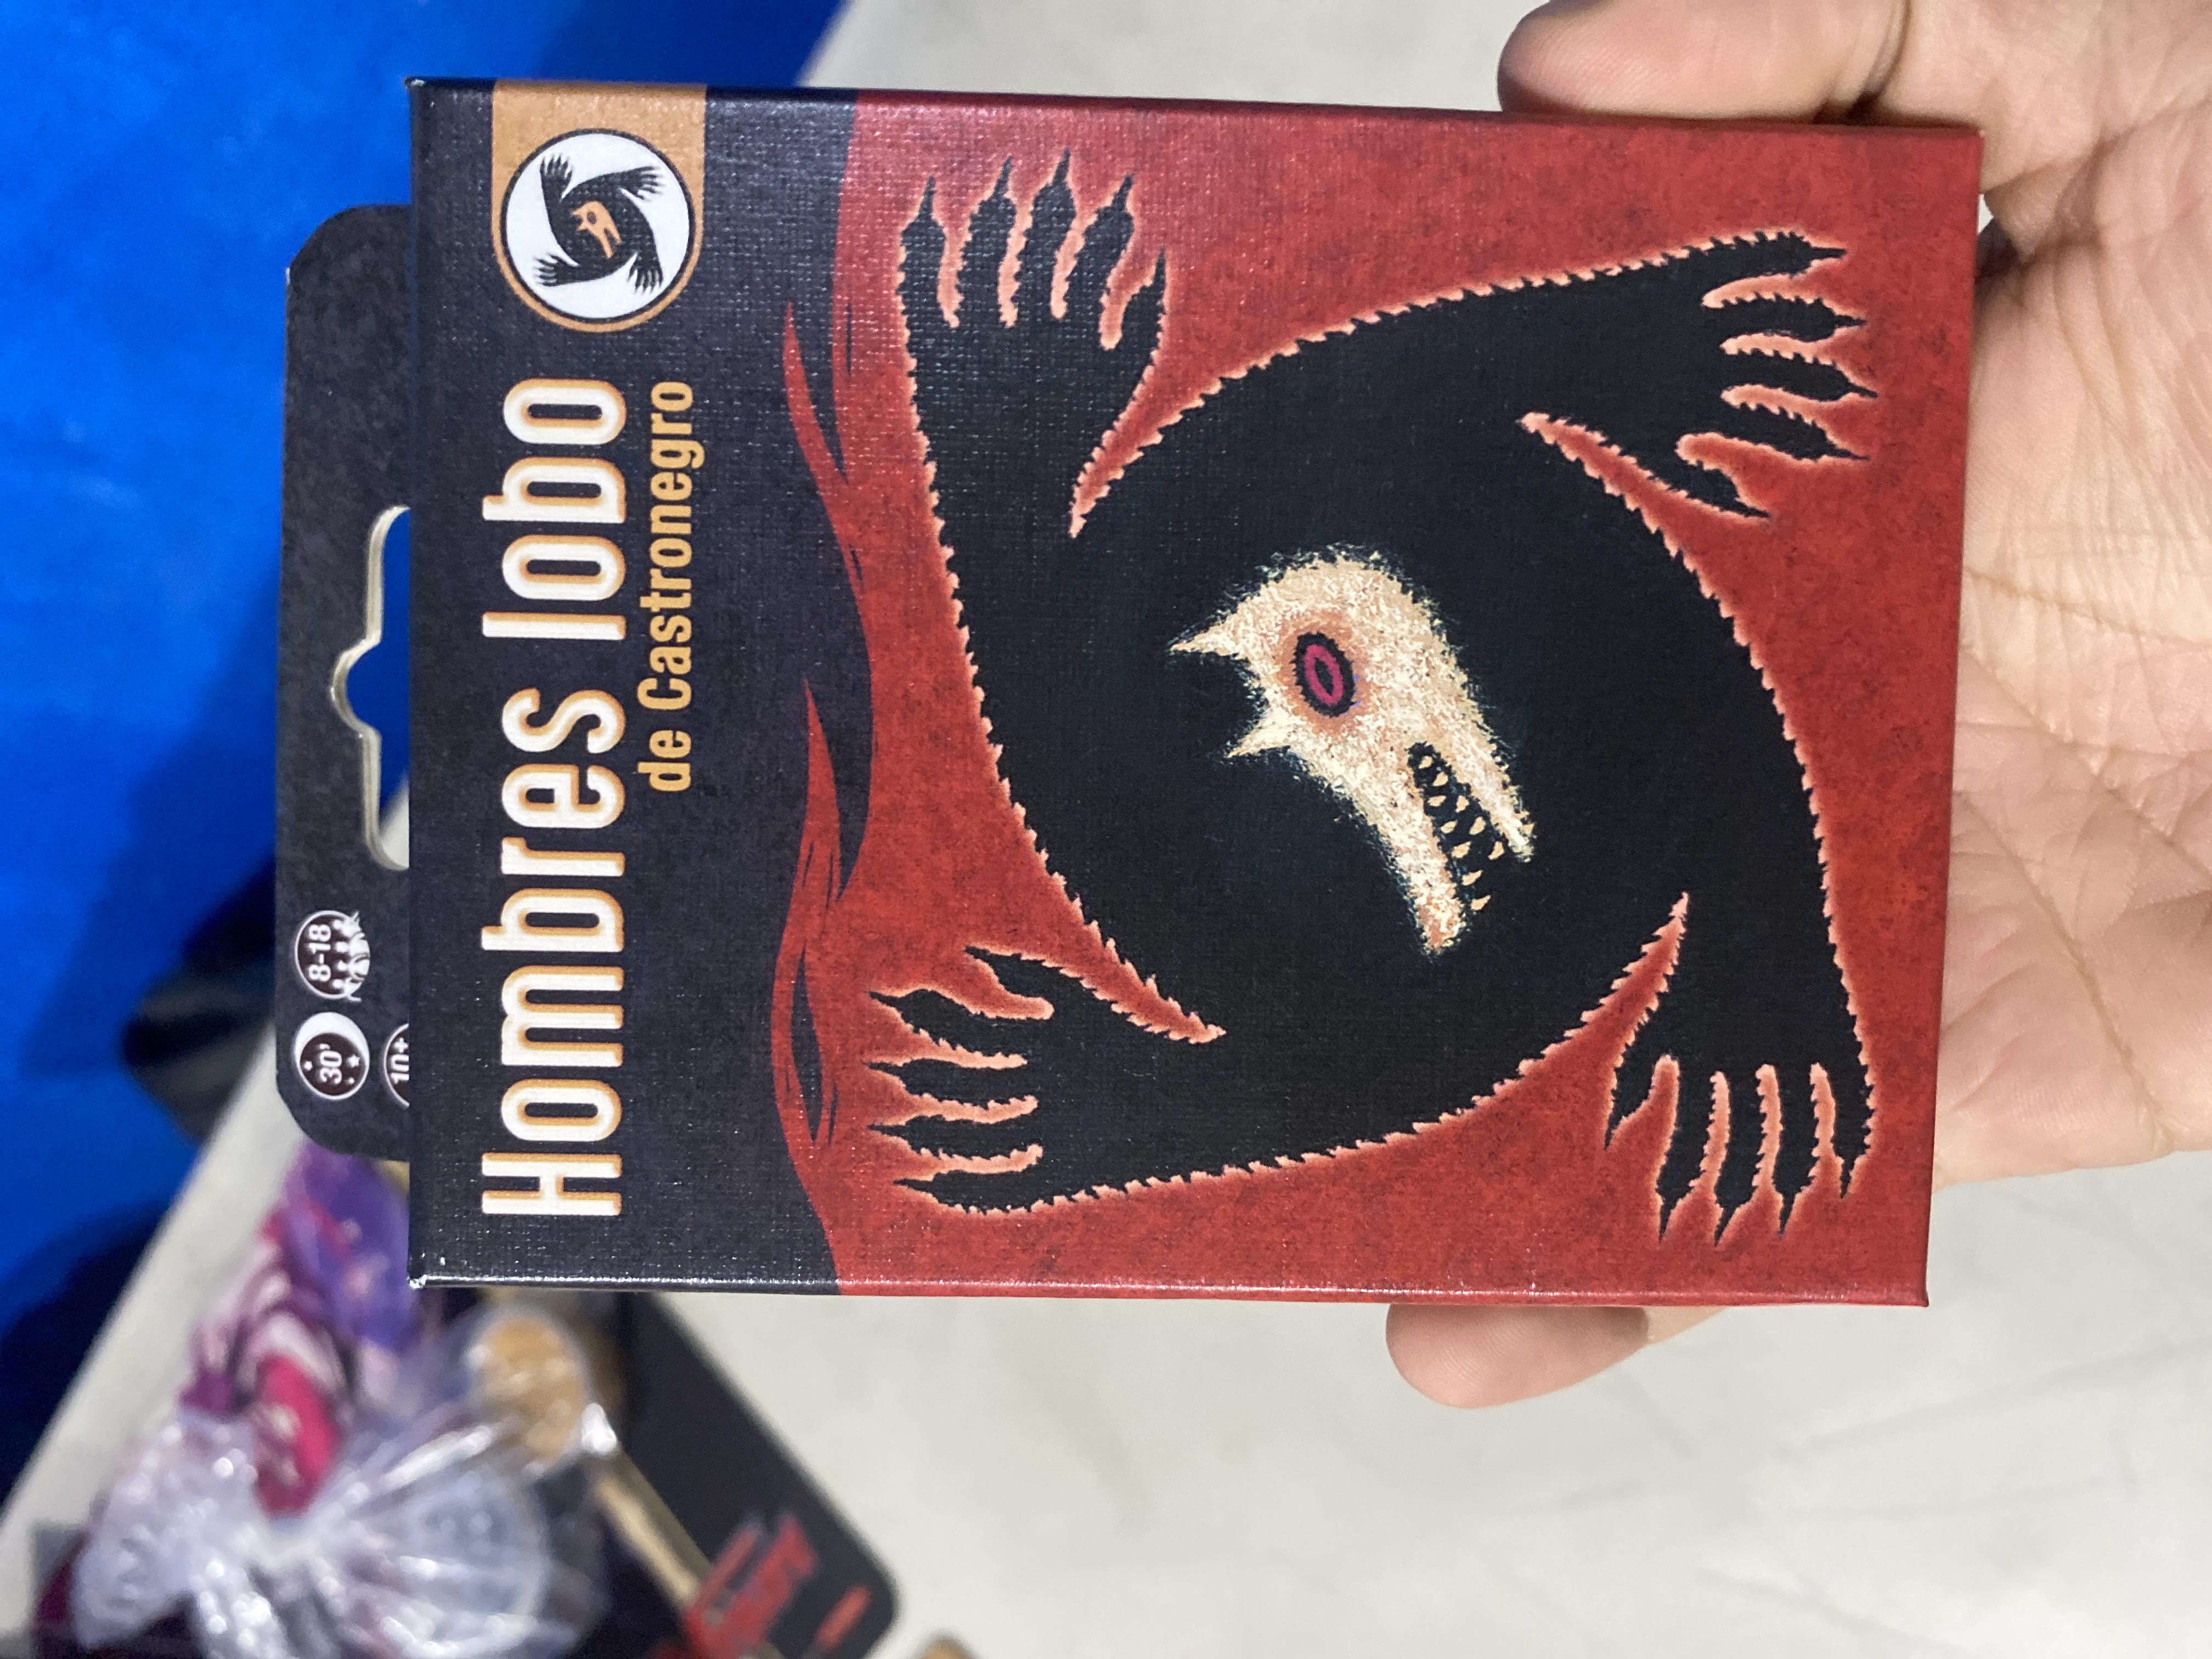 8-18
30'
10+
Hombres lobo
de Castronegro